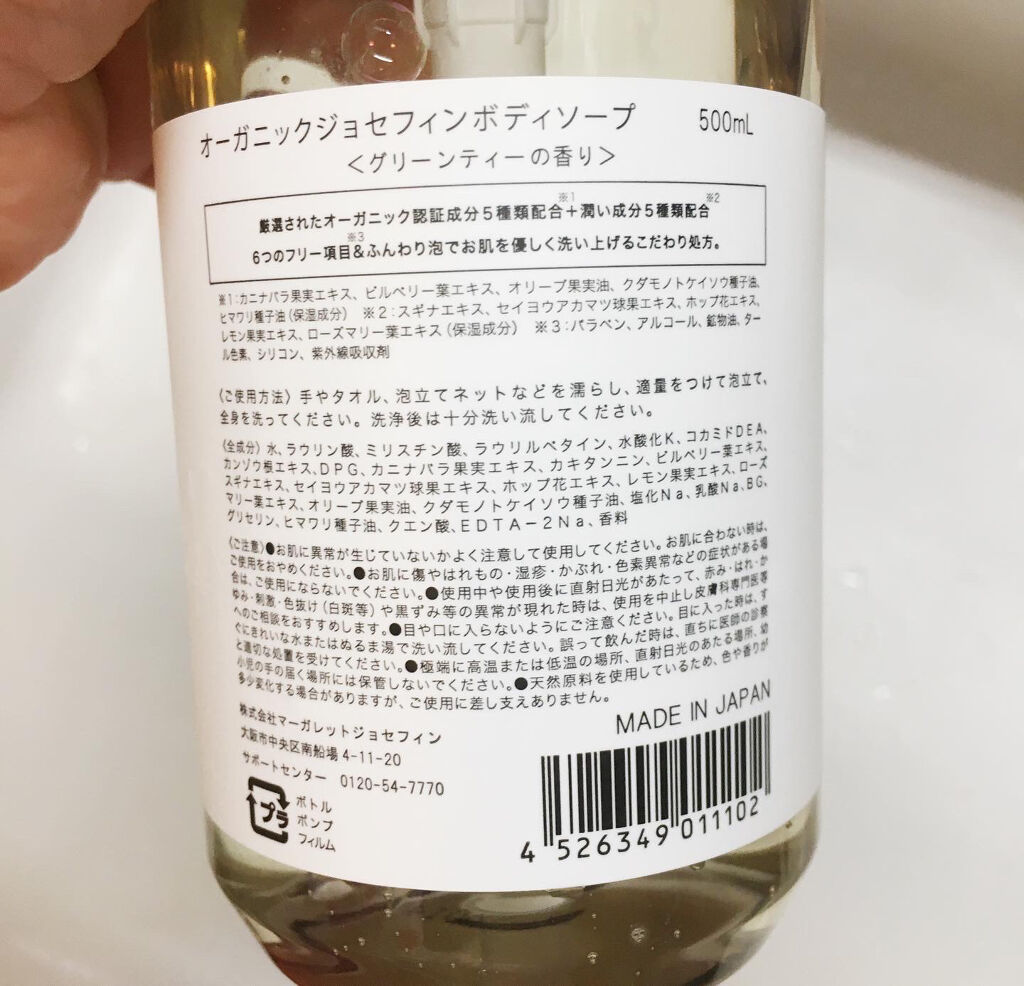 オーガニックジョセフィンボディソープ 500mL
＜グリーンティーの香り＞
厳選されたオーガニック認証成分5種類配合※1＋潤い成分5種類配合※2
6つのフリー項目※3＆ふんわり泡でお肌を優しく洗い上げるこだわり処方。
※1：カニナバラ果実エキス、ビルベリー葉エキス、オリーブ果実油、クダモノトケイソウ種子油、
ヒマワリ種子油（保湿成分） ※2：スギナエキス、セイヨウアカマツ球果エキス、ホップ花エキス、
レモン果実エキス、ローズマリー葉エキス（保湿成分） ※3：パラベン、アルコール、鉱物油、ター
ル色素、シリコン、紫外線吸収剤
〈ご使用方法〉手やタオル、泡立てネットなどを濡らし、適量をつけて泡立て、
全身を洗ってください。洗浄後は十分洗い流してください。
〈全成分〉水、ラウリン酸、ミリスチン酸、ラウリルベタイン、水酸化K、コカミドDEA、
カンゾウ根エキス、DPG、カニナバラ果実エキス、カキタンニン、ビルベリー葉エキス、
スギナエキス、セイヨウアカマツ球果エキス、ホップ花エキス、レモン果実エキス、ローズ
マリー葉エキス、オリーブ果実油、クダモノトケイソウ種子油、塩化Na、乳酸Na、BG、
グリセリン、ヒマワリ種子油、クエン酸、EDTA－2Na、香料
〈ご注意〉●お肌に異常が生じていないかよく注意して使用してください。お肌に合わない時は、
ご使用をおやめください。●お肌に傷やはれもの・湿疹・かぶれ・色素異常などの症状がある場
合は、ご使用にならないでください。●使用中や使用後に直射日光があたって、赤み・はれ・か
ゆみ・刺激・色抜け（白斑等）や黒ずみ等の異常が現れた時は、使用を中止し皮膚科専門医等
へのご相談をおすすめします。●目や口に入らないようにご注意ください。目に入った時は、す
ぐにきれいな水またはぬるま湯で洗い流してください。誤って飲んだ時は、直ちに医師の診察
と適切な処置を受けてください。●極端に高温または低温の場所、直射日光のあたる場所、幼
小児の手の届く場所には保管しないでください。●天然原料を使用しているため、色や香りが
多少変化する場合がありますが、ご使用に差し支えありません。
株式会社マーガレットジョセフィン
大阪市中央区南船場4-11-20
サポートセンター 0120-54-7770
プラ
ボトル
ポンプ
フィルム
MADE IN JAPAN
4 526349 011102